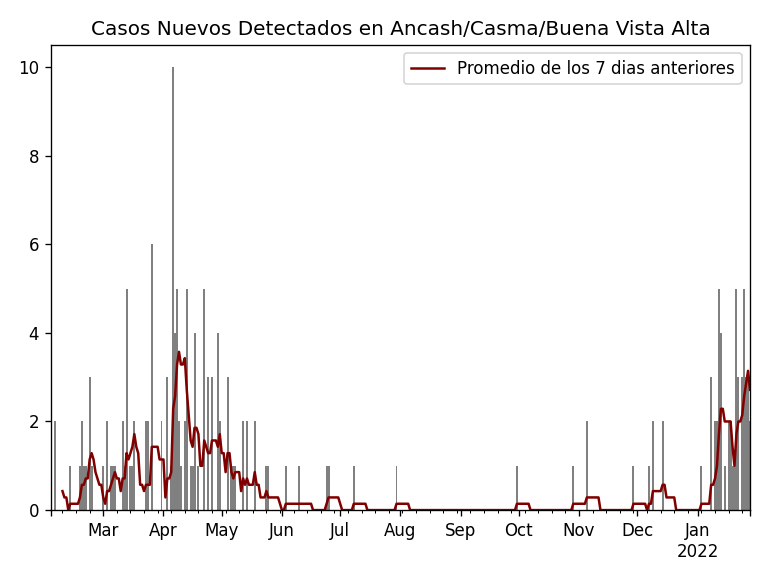 Casos Nuevos Detectados en Ancash/Casma/Buena Vista Alta
Promedio de los 7 dias anteriores
10
8
6
4
2
0
Mar Apr May Jun Jul Aug Sep Oct Nov Dec Jan
2022